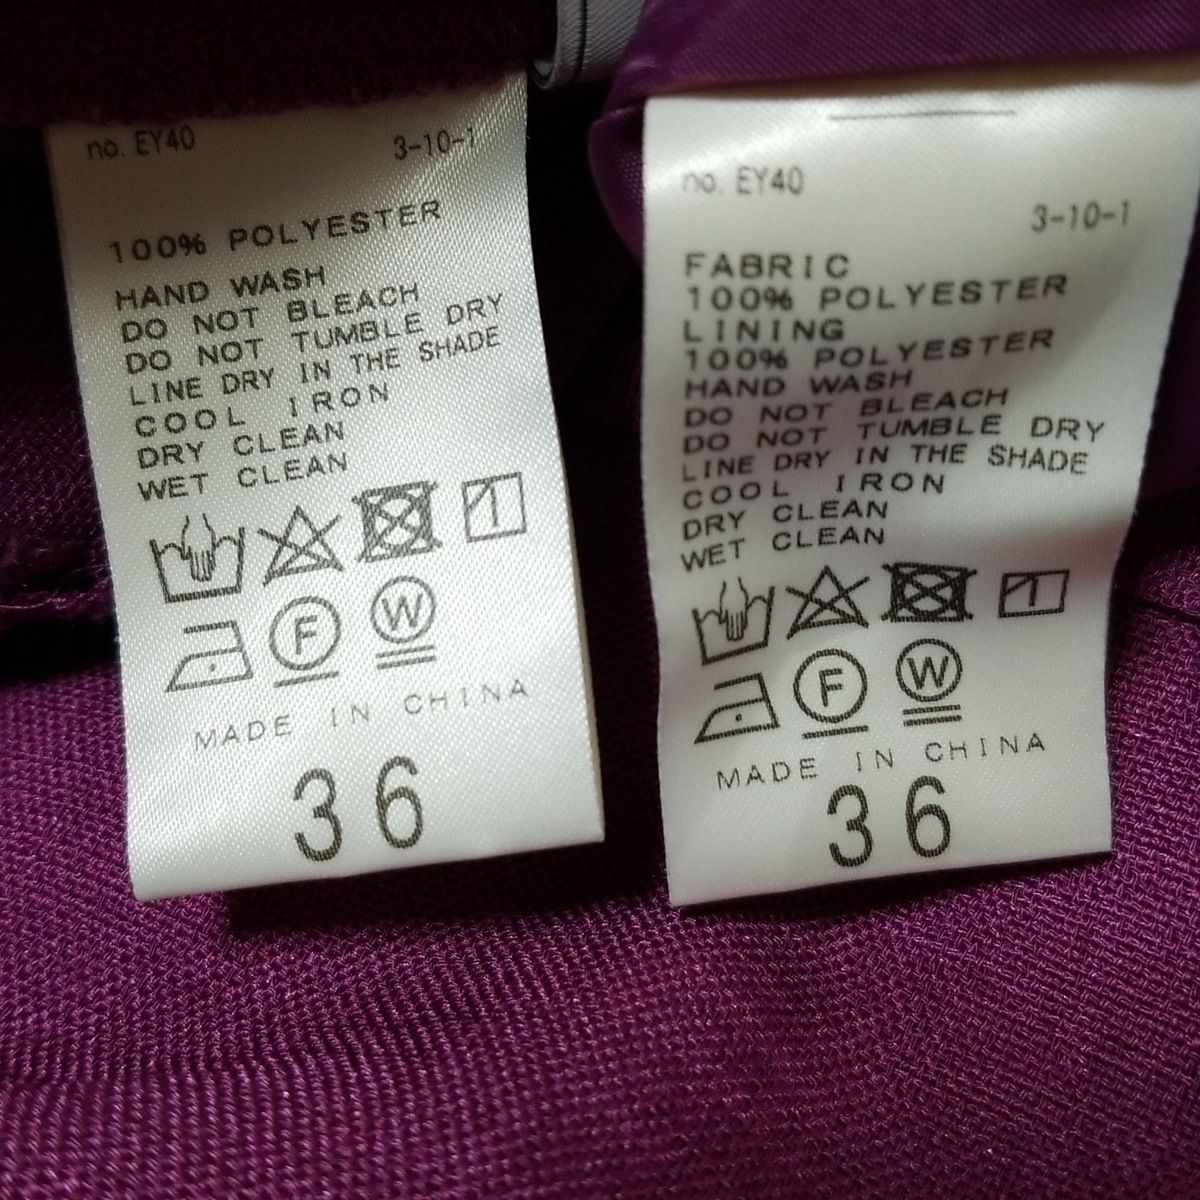 no. EY40
3-10-1
100% POLYESTER
HAND WASH
DO NOT BLEACH
DO NOT TUMBLE DRY
LINE DRY IN THE SHADE
COOL IRON
DRY CLEAN
WET CLEAN
F
W
MADE IN CHINA
36
no. EY40
3-10-1
FABRIC
100% POLYESTER
LINING
100% POLYESTER
HAND WASH
DO NOT BLEACH
DO NOT TUMBLE DRY
LINE DRY IN THE SHADE
COOL IRON
DRY CLEAN
WET CLEAN
F
W
MADE IN CHINA
36